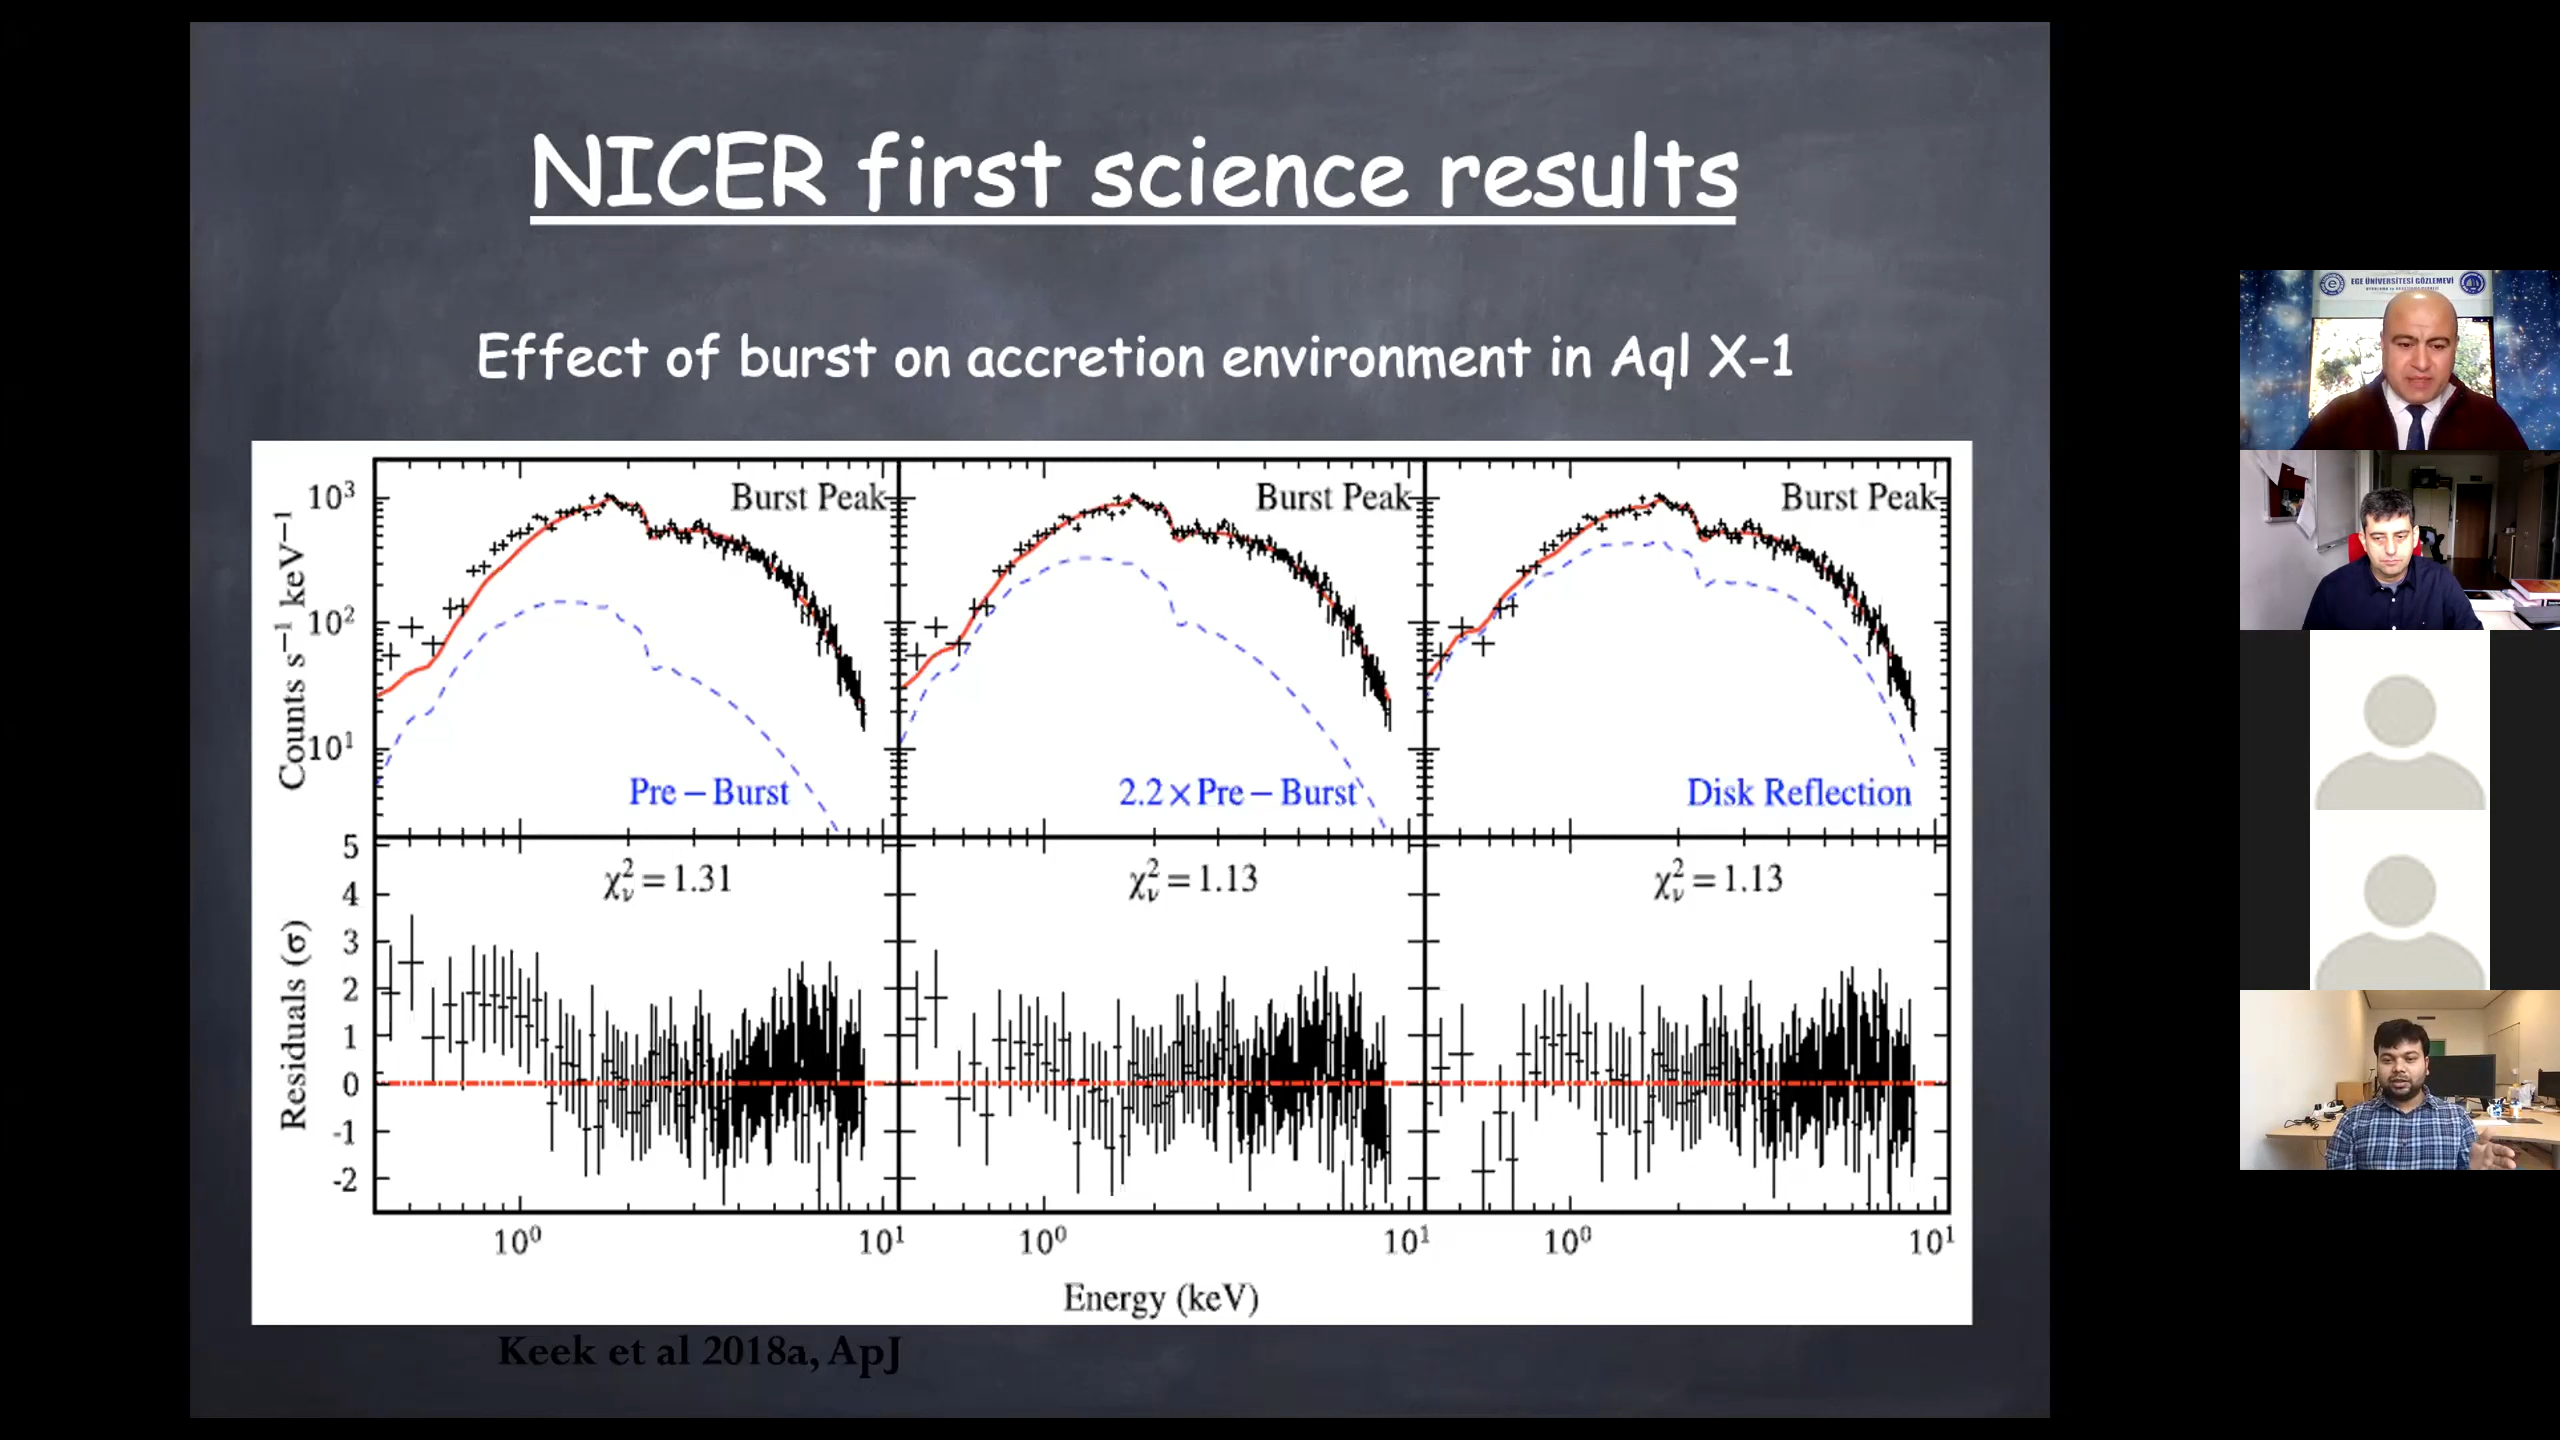 NICER first science results
Effect of burst on accretion environment in Aql X-1
Counts s⁻¹ keV⁻¹
10³
10²
10¹
Burst Peak
Pre – Burst
Burst Peak
2.2 × Pre – Burst
Burst Peak
Disk Reflection
Residuals (σ)
5
4
3
2
1
0
-1
-2
χ²ᵥ = 1.31
χ²ᵥ = 1.13
χ²ᵥ = 1.13
10⁰ 10¹ 10⁰ 10¹ 10⁰ 10¹
Energy (keV)
Keek et al 2018a, ApJ
EGE ÜNİVERSİTESİ GÖZLEMEVİ